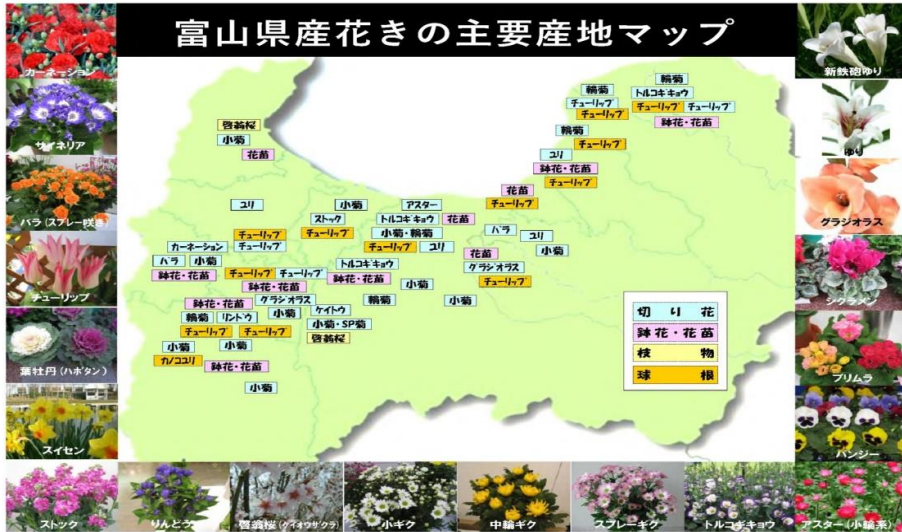 富山県産花きの主要産地マップ
カーネーション
サイネリア
バラ(スプレー咲き)
チューリップ
葉牡丹(ハボタン)
スイセン
ストック
りんどう
啓翁桜(ケイオウザクラ)
小ギク
中輪ギク
スプレーギク
トルコギキョウ
アスター(小輪系)
新鉄砲ゆり
ゆり
グラジオラス
シクラメン
プリムラ
パンジー
輪菊
輪菊
トルコギキョウ
チューリップ
チューリップ
チューリップ
チューリップ
鉢花・花苗
啓翁桜
小菊
花苗
輪菊
チューリップ
ユリ
鉢花・花苗
チューリップ
花苗
チューリップ
ユリ
小菊
アスター
ストック
トルコギキョウ
花苗
チューリップ
チューリップ
小菊・輪菊
バラ
ユリ
カーネーション
チューリップ
チューリップ
ユリ
小菊
バラ
小菊
トルコギキョウ
花苗
グラジオラス
鉢花・花苗
チューリップ
チューリップ
鉢花・花苗
チューリップ
鉢花・花苗
小菊
鉢花・花苗
グラジオラス
輪菊
小菊
輪菊
リンドウ
小菊
ケイトウ
チューリップ
チューリップ
小菊・SP菊
啓翁桜
小菊
小菊
カノコユリ
鉢花・花苗
小菊
切り花
鉢花・花苗
枝物
球根